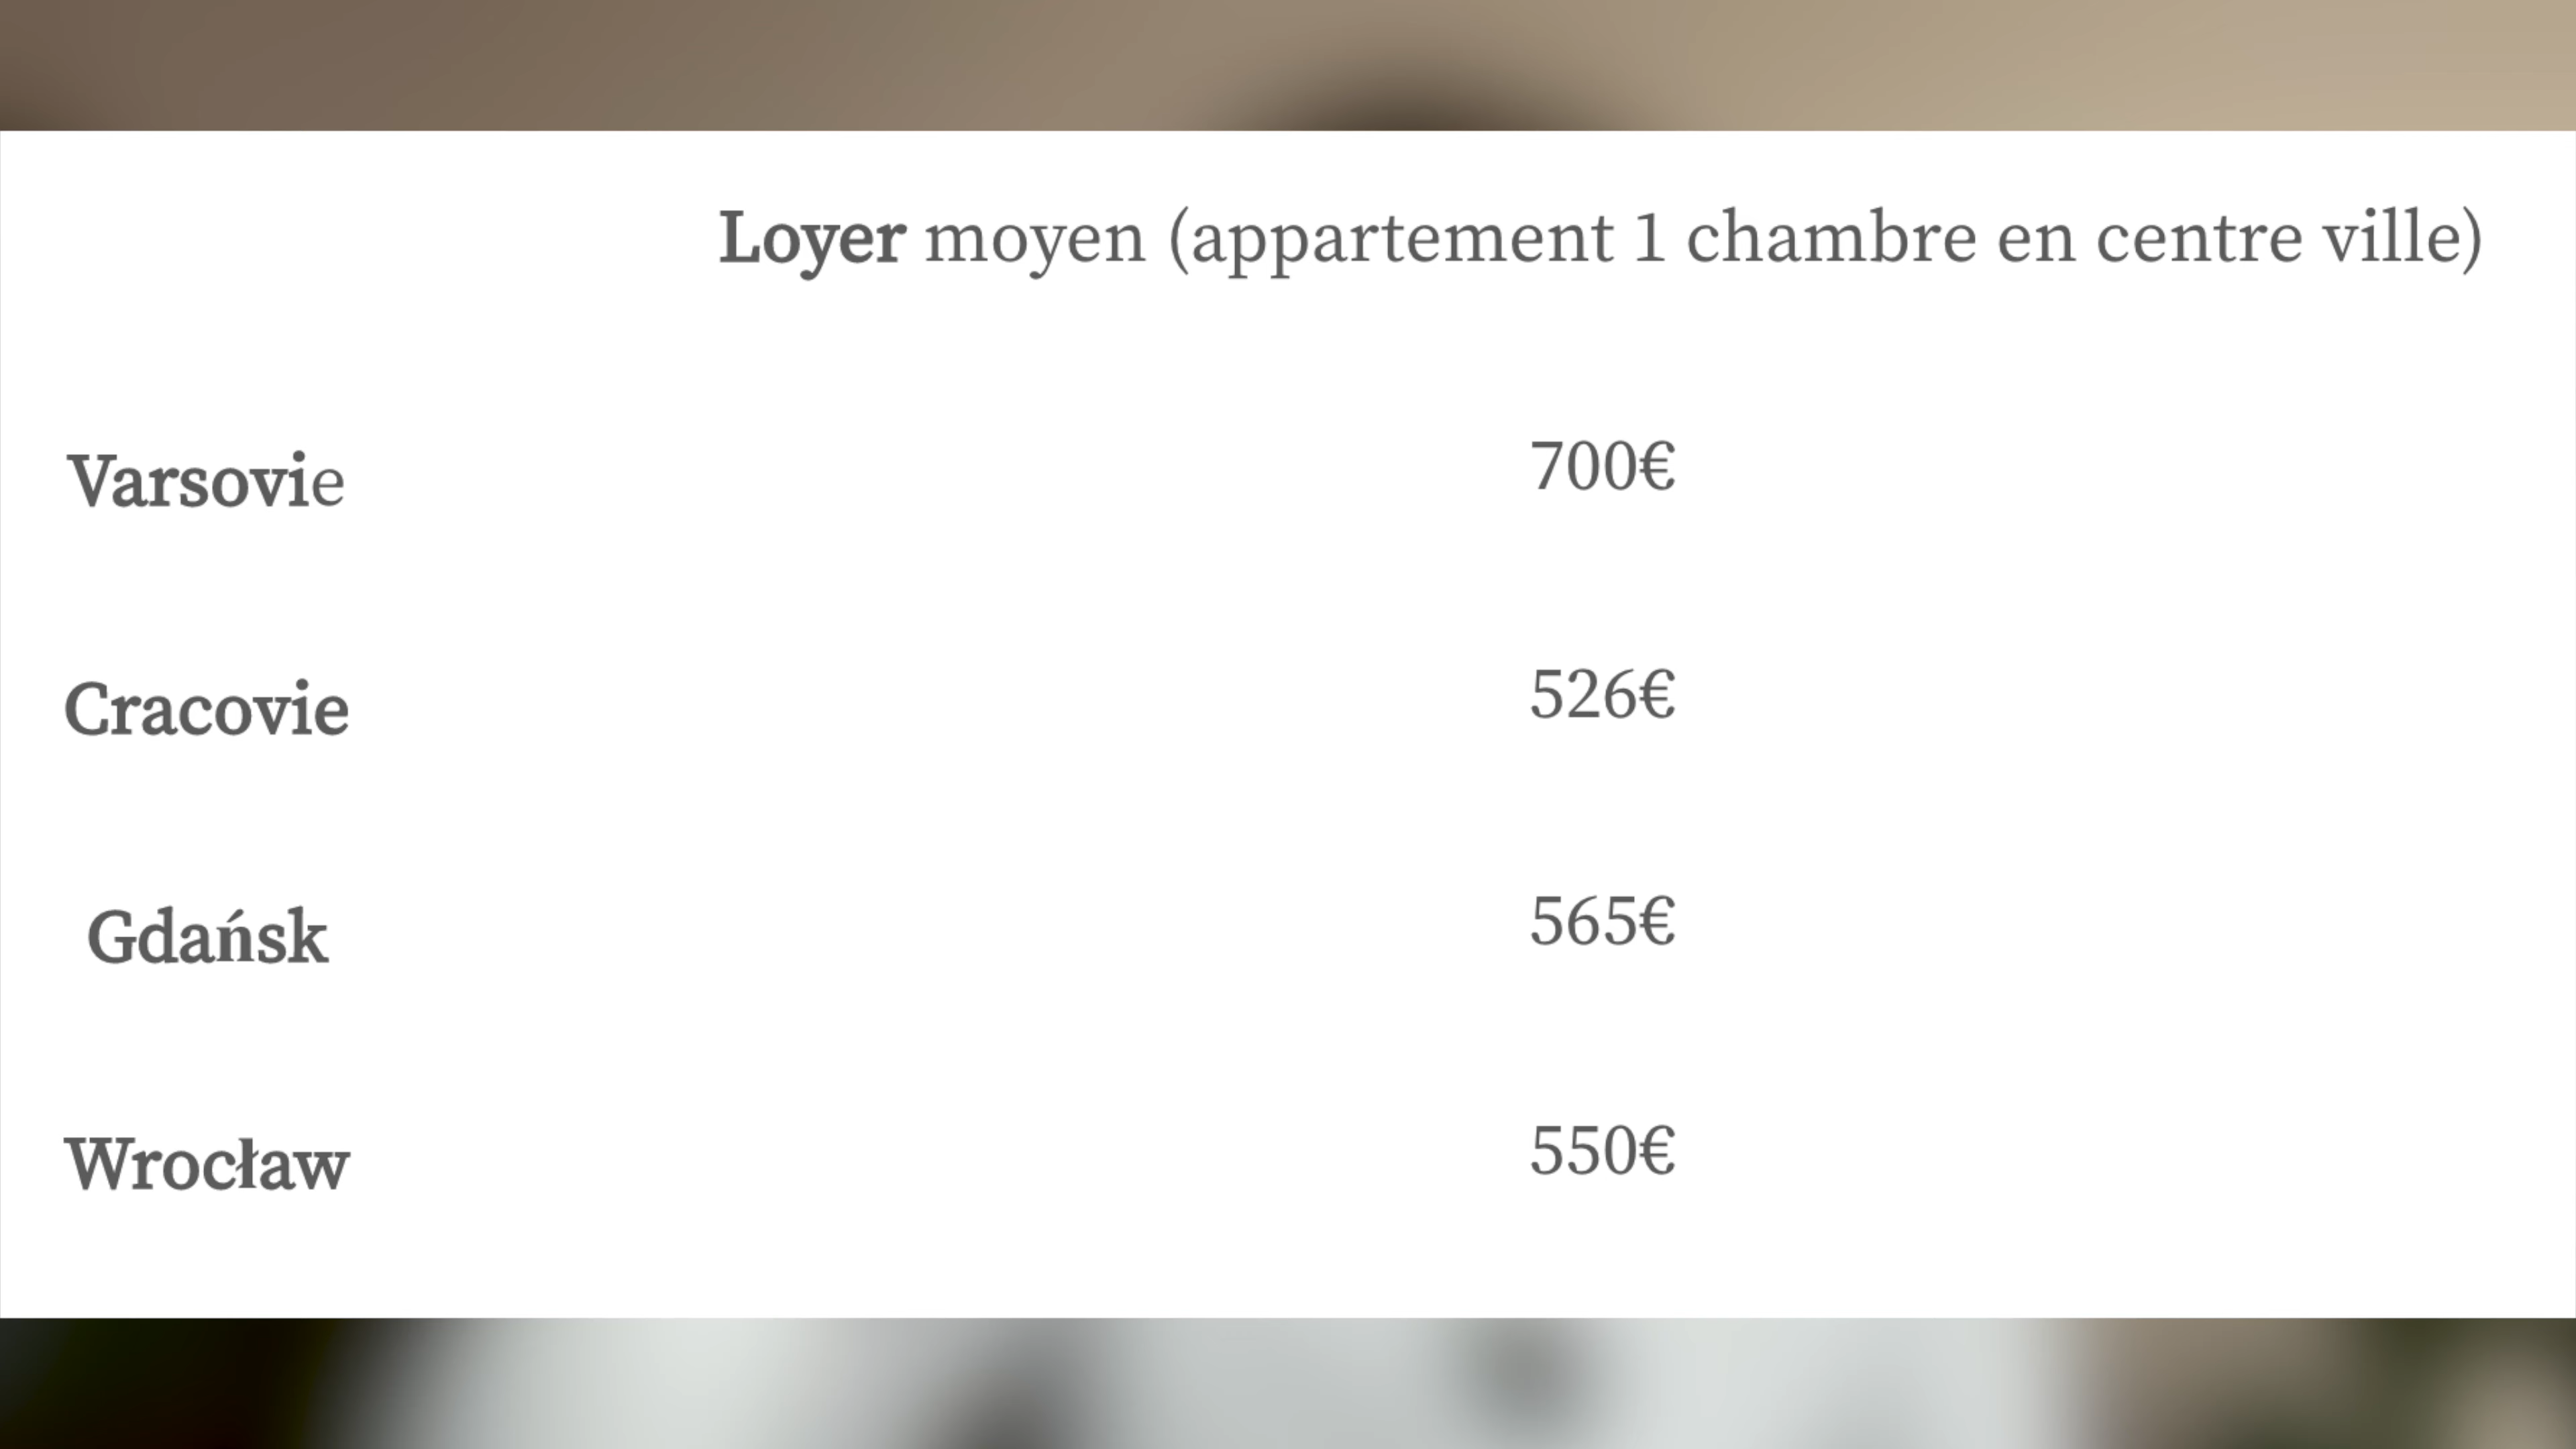 Loyer moyen (appartement 1 chambre en centre ville)
Varsovie 700€
Cracovie 526€
Gdańsk 565€
Wrocław 550€